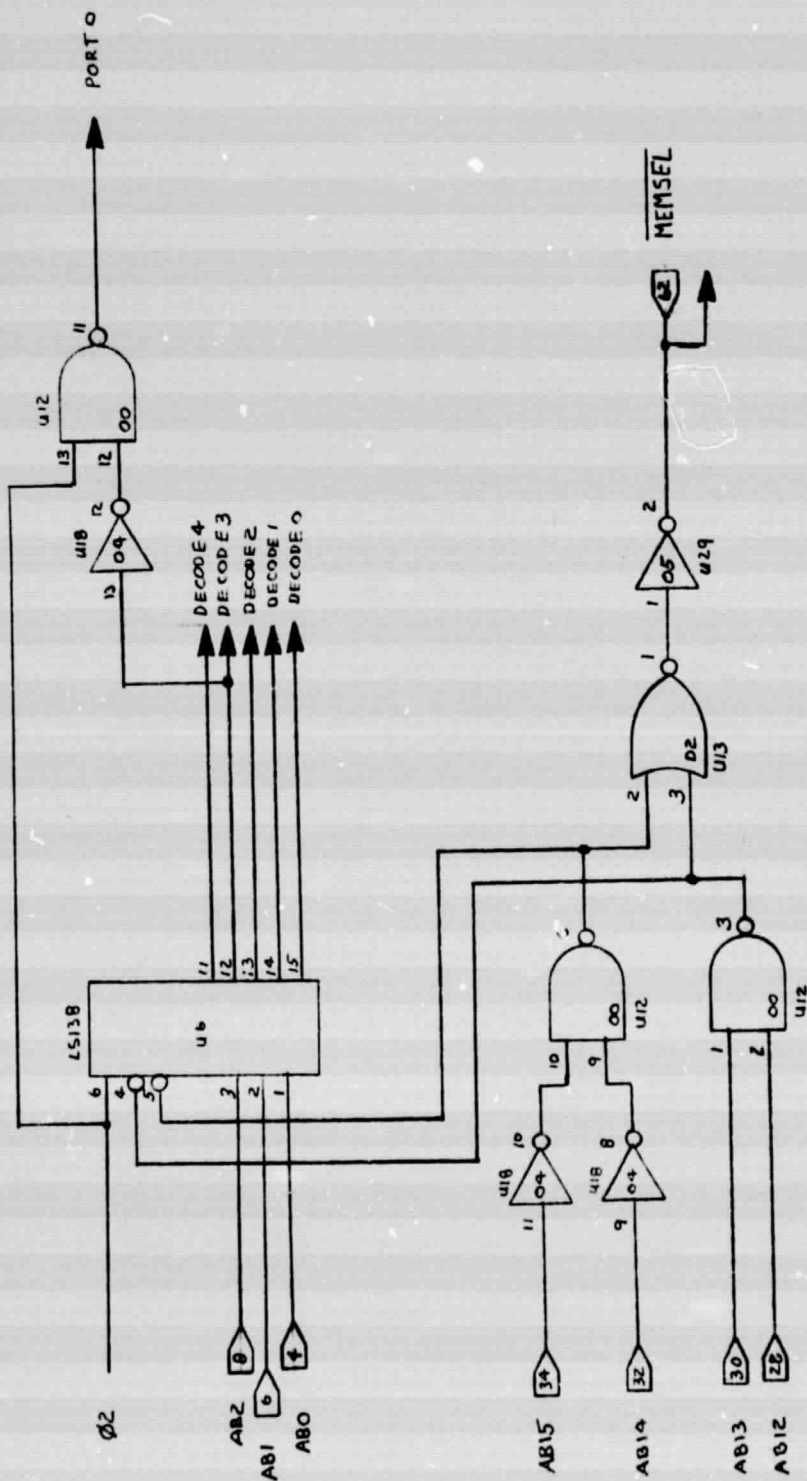 PORT 0
11
U12
00
13
12
12
U18
04
13
DECODE 4
DECODE 3
DECODE 2
DECODE 1
DECODE 0
11
12
13
14
15
LS138
U6
6
4
5
3
2
1
Ø2
AB2
8
AB1
6
AB0
4
MEMSEL
2
05
U29
1
1
02
U13
2
3
00
U12
10
9
3
00
U12
1
2
10
U18
04
11
8
U18
04
9
AB15
34
AB14
32
AB13
30
AB12
28